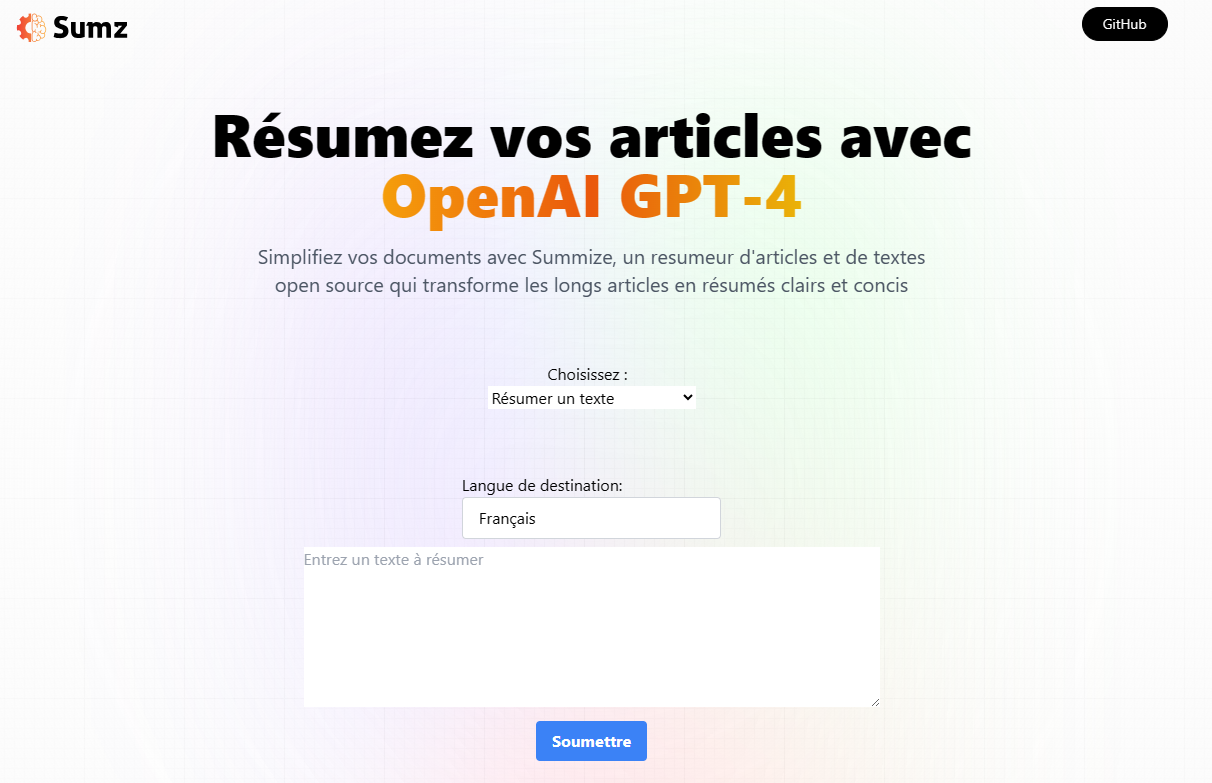 Sumz
GitHub
Résumez vos articles avec
OpenAI GPT-4
Simplifiez vos documents avec Summize, un resumeur d'articles et de textes
open source qui transforme les longs articles en résumés clairs et concis
Choisissez :
Résumer un texte
Langue de destination:
Français
Entrez un texte à résumer
Soumettre